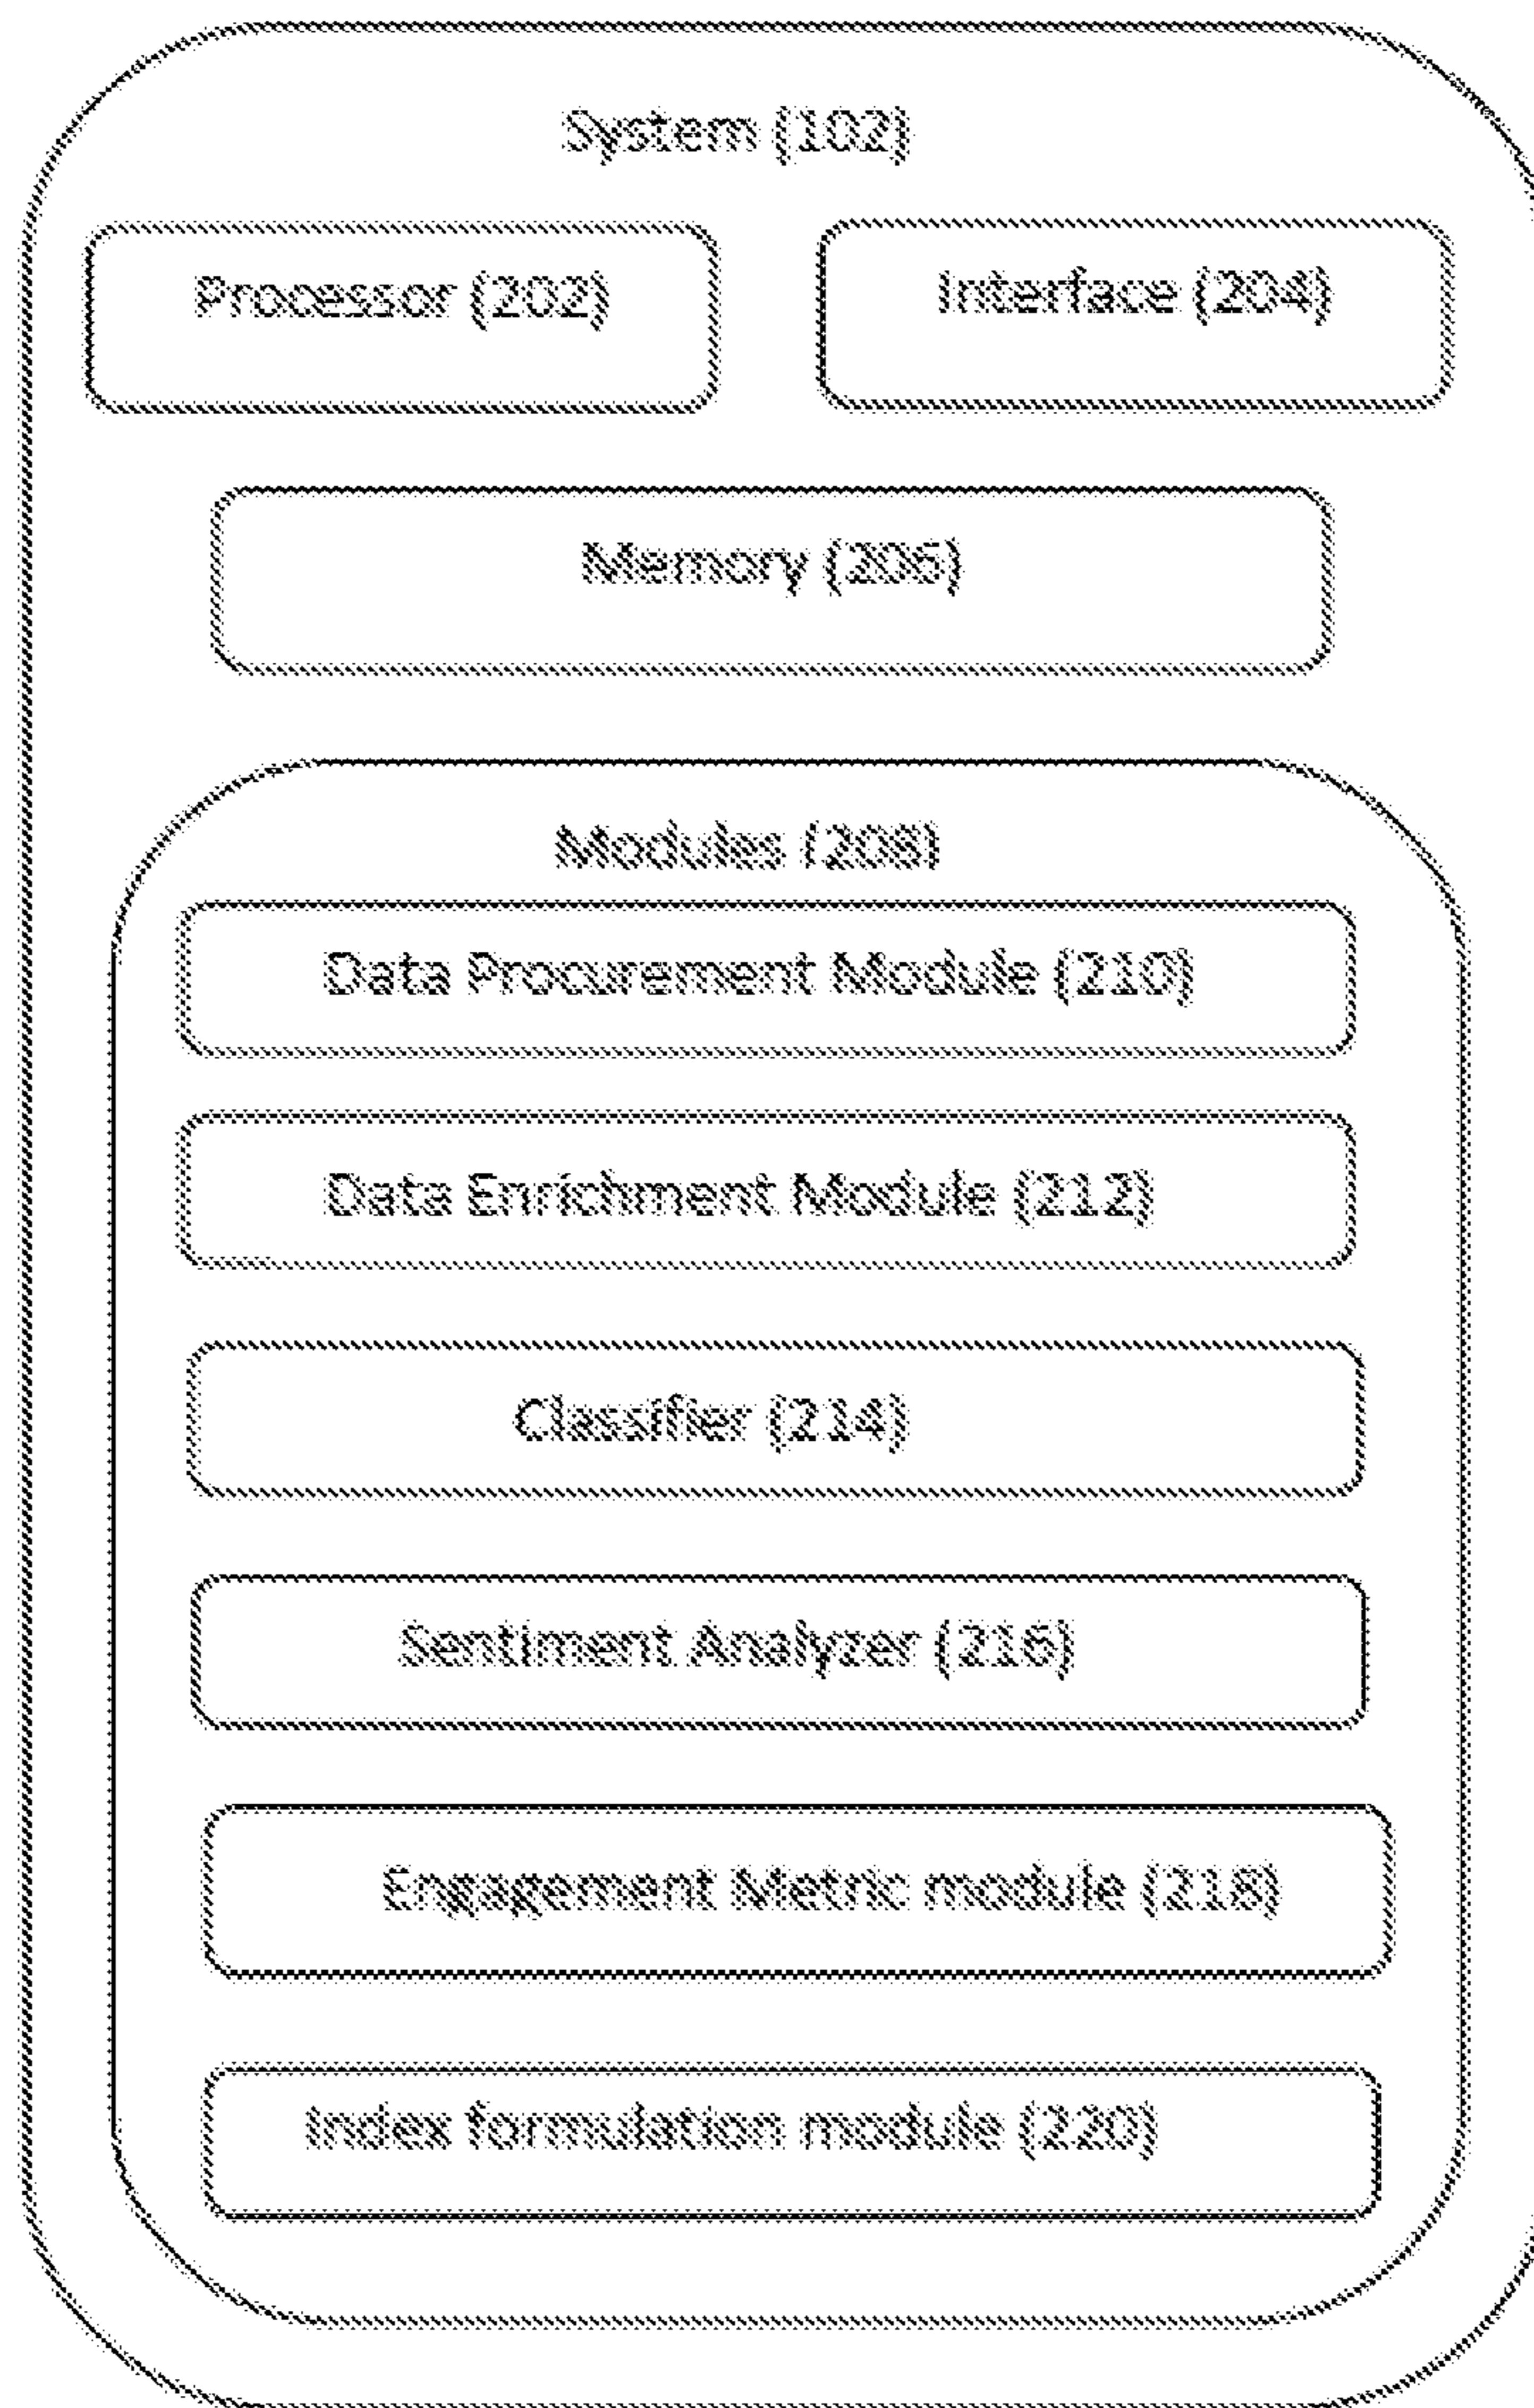 System (102)
Processor (202)
Interface (204)
Memory (206)
Modules (208)
Data Procurement Module (210)
Data Enrichment Module (212)
Classifier (214)
Sentiment Analyzer (216)
Engagement Metric module (218)
Index formulation module (220)